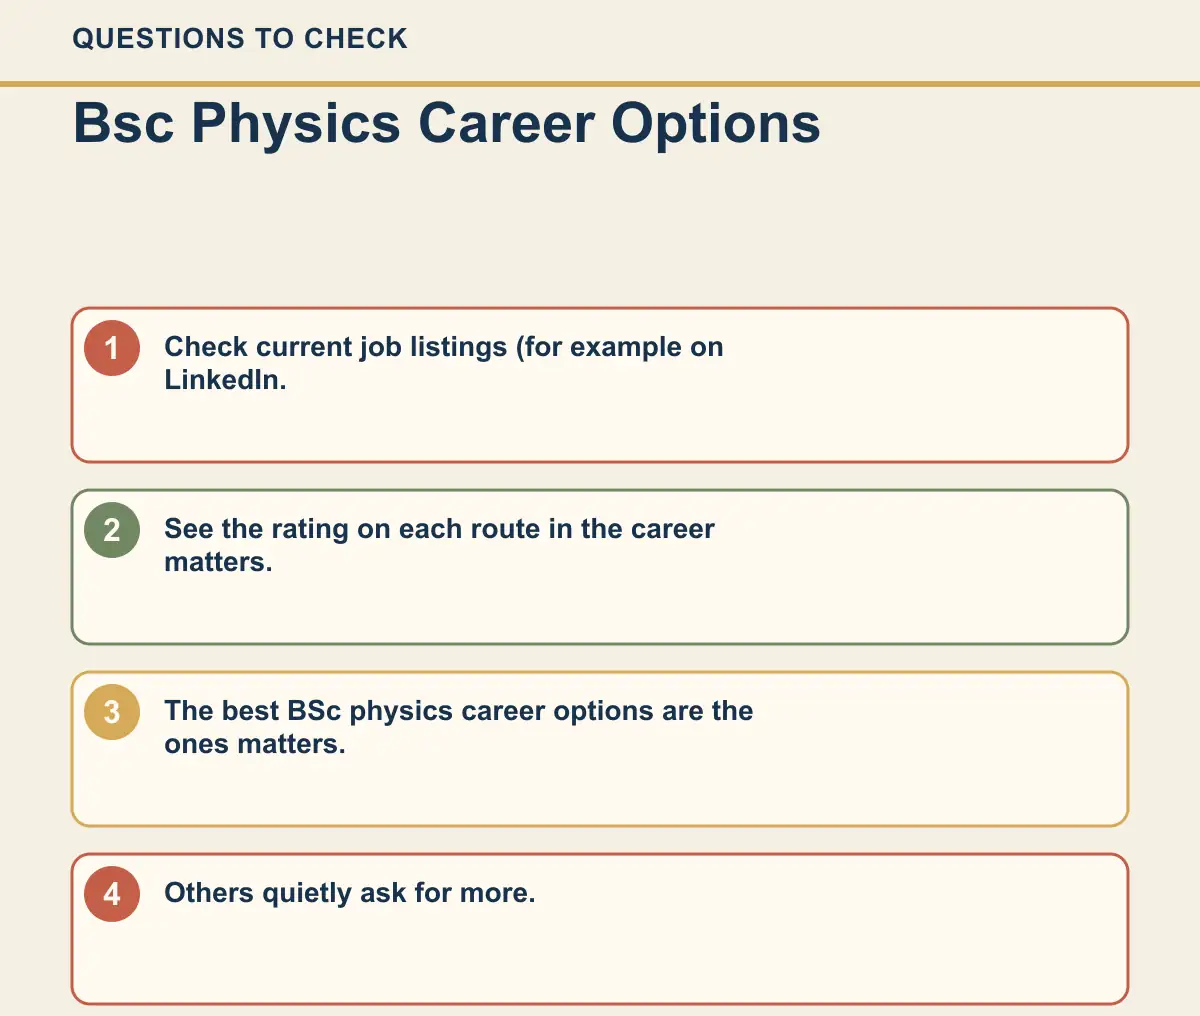 QUESTIONS TO CHECK
Bsc Physics Career Options
1
Check current job listings (for example on
LinkedIn.
2
See the rating on each route in the career
matters.
3
The best BSc physics career options are the
ones matters.
4
Others quietly ask for more.